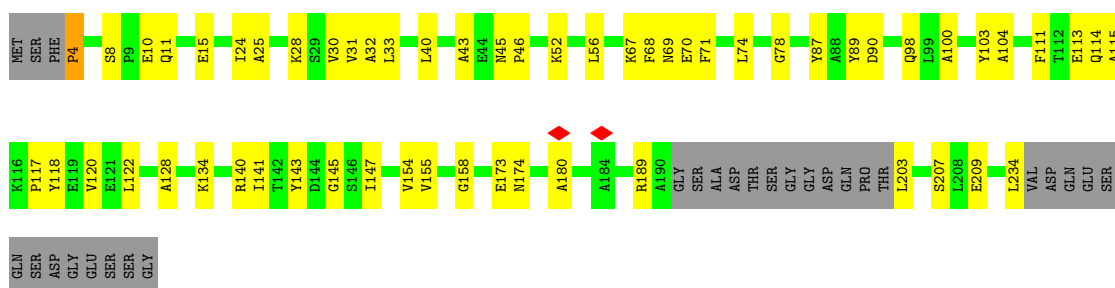 MET SER PHE P4 S8 P9 E10 Q11 E15 I24 A25 K28 S29 V30 V31 A32 L33 L40 A43 E44 N45 P46 K52 L56 K67 F68 N69 E70 F71 L74 G78 Y87 A88 Y89 D90 Q98 L99 A100 Y103 A104 F111 T112 E113 Q114 A115
K116 P117 Y118 E119 V120 E121 L122 A128 K134 R140 I141 T142 Y143 D144 G145 S146 I147 V154 V155 G158 E173 N174 A180 A184 R189 A190 GLY SER ALA ASP THR SER GLY GLY ASP GLN PRO THR L203 S207 L208 E209 L234 VAL ASP GLN GLU SER
GLN SER ASP GLY GLU SER SER GLY